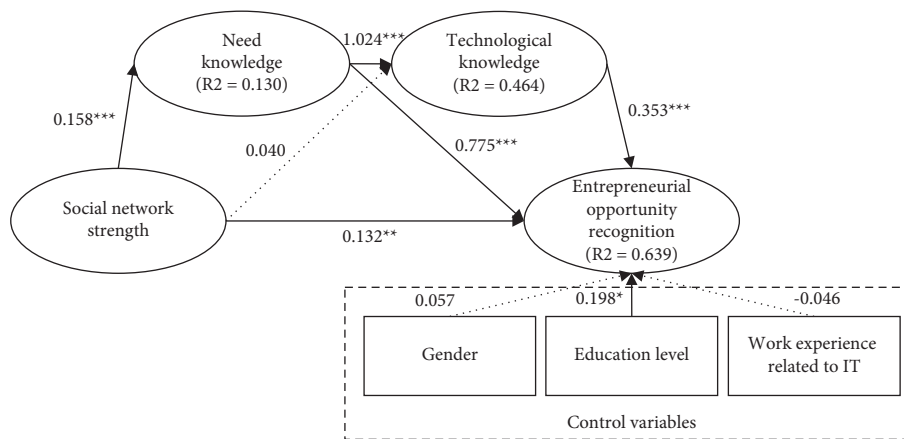 Need
knowledge
(R2 = 0.130)
1.024***
Technological
knowledge
(R2 = 0.464)
0.158***
0.040
0.775***
0.353***
Social network
strength
0.132**
Entrepreneurial
opportunity
recognition
(R2 = 0.639)
0.057
0.198*
-0.046
Gender
Education level
Work experience
related to IT
Control variables